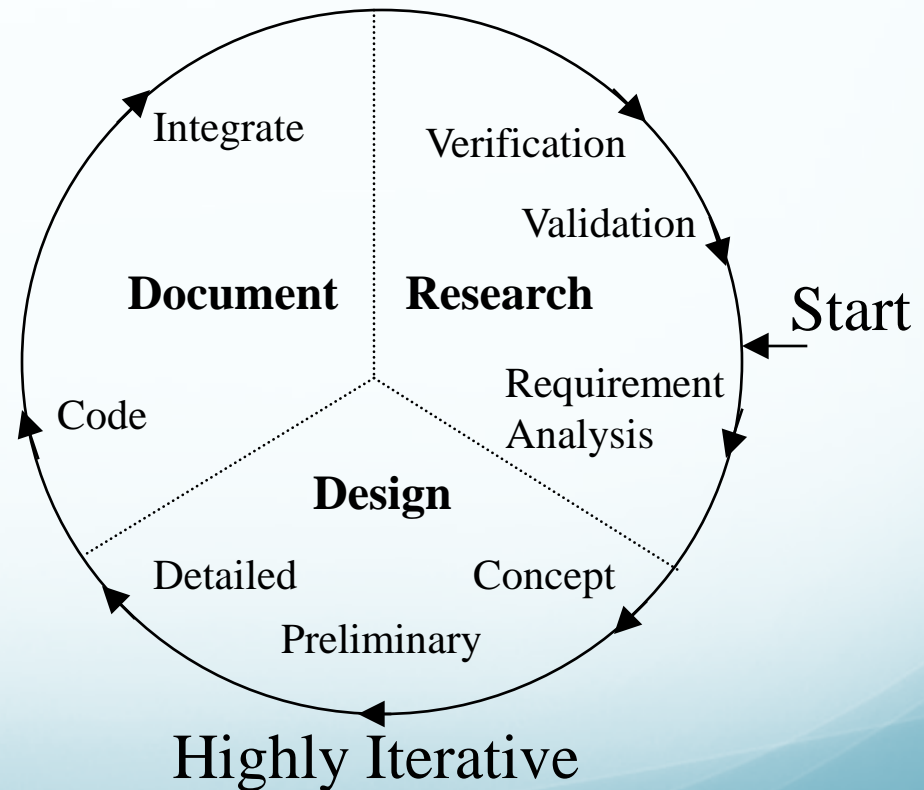 Integrate
Verification
Validation
Document
Research
Start
Requirement
Analysis
Code
Design
Detailed
Concept
Preliminary
Highly Iterative